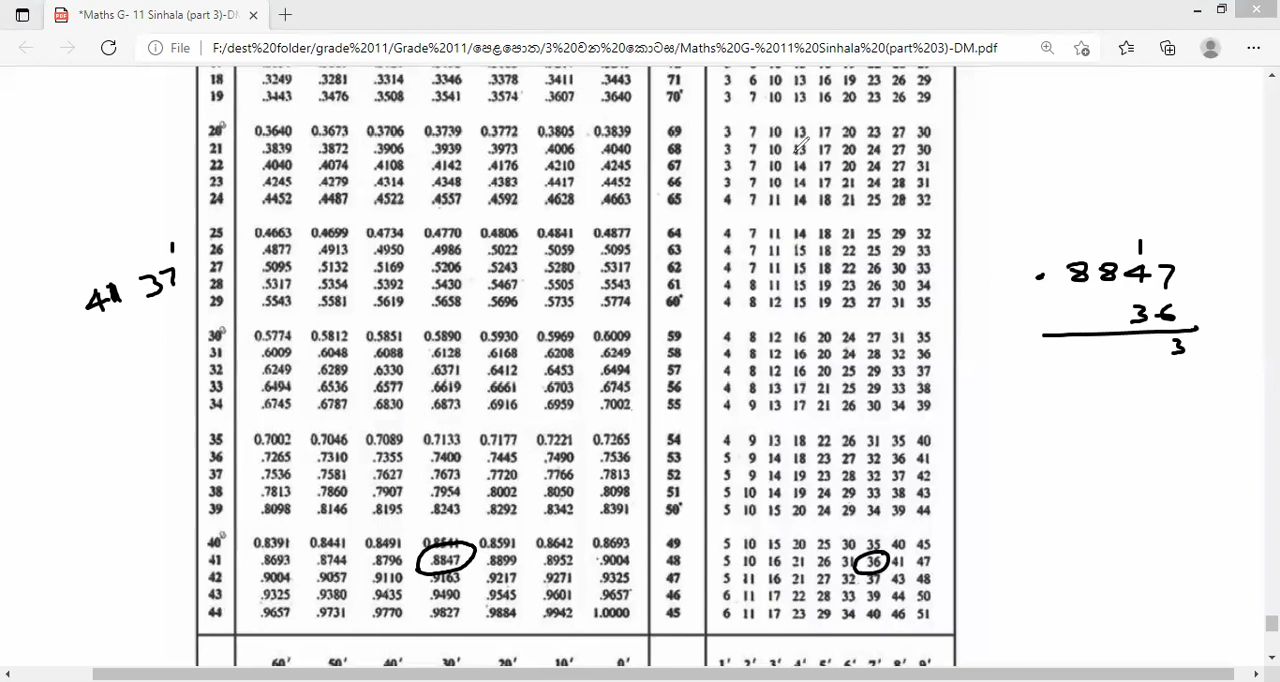 *Maths G- 11 Sinhala (part 3)-DM
File F:/dest%20folder/grade%2011/Grade%2011/පෙළපොත/3%20වන%20කොටස/Maths%20G-%2011%20Sinhala%20(part%203)-DM.pdf
18 .3249 .3281 .3314 .3346 .3378 .3411 .3443 71 3 6 10 13 16 19 23 26 29
19 .3443 .3476 .3508 .3541 .3574 .3607 .3640 70° 3 7 10 13 16 20 23 26 29
20° 0.3640 0.3673 0.3706 0.3739 0.3772 0.3805 0.3839 69 3 7 10 13 17 20 23 27 30
21 .3839 .3872 .3906 .3939 .3973 .4006 .4040 68 3 7 10 13 17 20 24 27 30
22 .4040 .4074 .4108 .4142 .4176 .4210 .4245 67 3 7 10 14 17 20 24 27 31
23 .4245 .4279 .4314 .4348 .4383 .4417 .4452 66 3 7 10 14 17 21 24 28 31
24 .4452 .4487 .4522 .4557 .4592 .4628 .4663 65 4 7 11 14 18 21 25 28 32
25 0.4663 0.4699 0.4734 0.4770 0.4806 0.4841 0.4877 64 4 7 11 14 18 21 25 29 32
26 .4877 .4913 .4950 .4986 .5022 .5059 .5095 63 4 7 11 15 18 22 25 29 33
27 .5095 .5132 .5169 .5206 .5243 .5280 .5317 62 4 7 11 15 18 22 26 30 33
28 .5317 .5354 .5392 .5430 .5467 .5505 .5543 61 4 8 11 15 19 23 26 30 34
29 .5543 .5581 .5619 .5658 .5696 .5735 .5774 60° 4 8 12 15 19 23 27 31 35
30° 0.5774 0.5812 0.5851 0.5890 0.5930 0.5969 0.6009 59 4 8 12 16 20 24 27 31 35
31 .6009 .6048 .6088 .6128 .6168 .6208 .6249 58 4 8 12 16 20 24 28 32 36
32 .6249 .6289 .6330 .6371 .6412 .6453 .6494 57 4 8 12 16 20 25 29 33 37
33 .6494 .6536 .6577 .6619 .6661 .6703 .6745 56 4 8 13 17 21 25 29 33 38
34 .6745 .6787 .6830 .6873 .6916 .6959 .7002 55 4 9 13 17 21 26 30 34 39
35 0.7002 0.7046 0.7089 0.7133 0.7177 0.7221 0.7265 54 4 9 13 18 22 26 31 35 40
36 .7265 .7310 .7355 .7400 .7445 .7490 .7536 53 5 9 14 18 23 27 32 36 41
37 .7536 .7581 .7627 .7673 .7720 .7766 .7813 52 5 9 14 19 23 28 32 37 42
38 .7813 .7860 .7907 .7954 .8002 .8050 .8098 51 5 10 14 19 24 29 33 38 43
39 .8098 .8146 .8195 .8243 .8292 .8342 .8391 50° 5 10 15 20 24 29 34 39 44
40° 0.8391 0.8441 0.8491 0.8541 0.8591 0.8642 0.8693 49 5 10 15 20 25 30 35 40 45
41 .8693 .8744 .8796 .8847 .8899 .8952 .9004 48 5 10 16 21 26 31 36 41 47
42 .9004 .9057 .9110 .9163 .9217 .9271 .9325 47 5 11 16 21 27 32 37 43 48
43 .9325 .9380 .9435 .9490 .9545 .9601 .9657 46 6 11 17 22 28 33 39 44 50
44 .9657 .9731 .9770 .9827 .9884 .9942 1.0000 45 6 11 17 23 29 34 40 46 51
60' 50' 40' 30' 20' 10' 0' 1' 2' 3' 4' 5' 6' 7' 8' 9'
41 37'
1
.8847
36
3